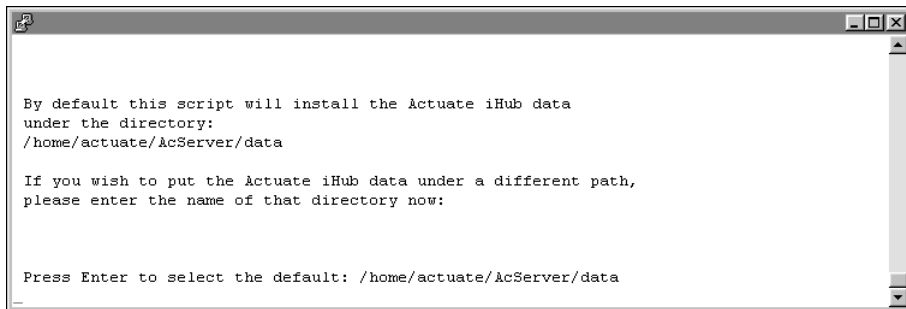 By default this script will install the Actuate iHub data
under the directory:
/home/actuate/AcServer/data
If you wish to put the Actuate iHub data under a different path,
please enter the name of that directory now:
Press Enter to select the default: /home/actuate/AcServer/data